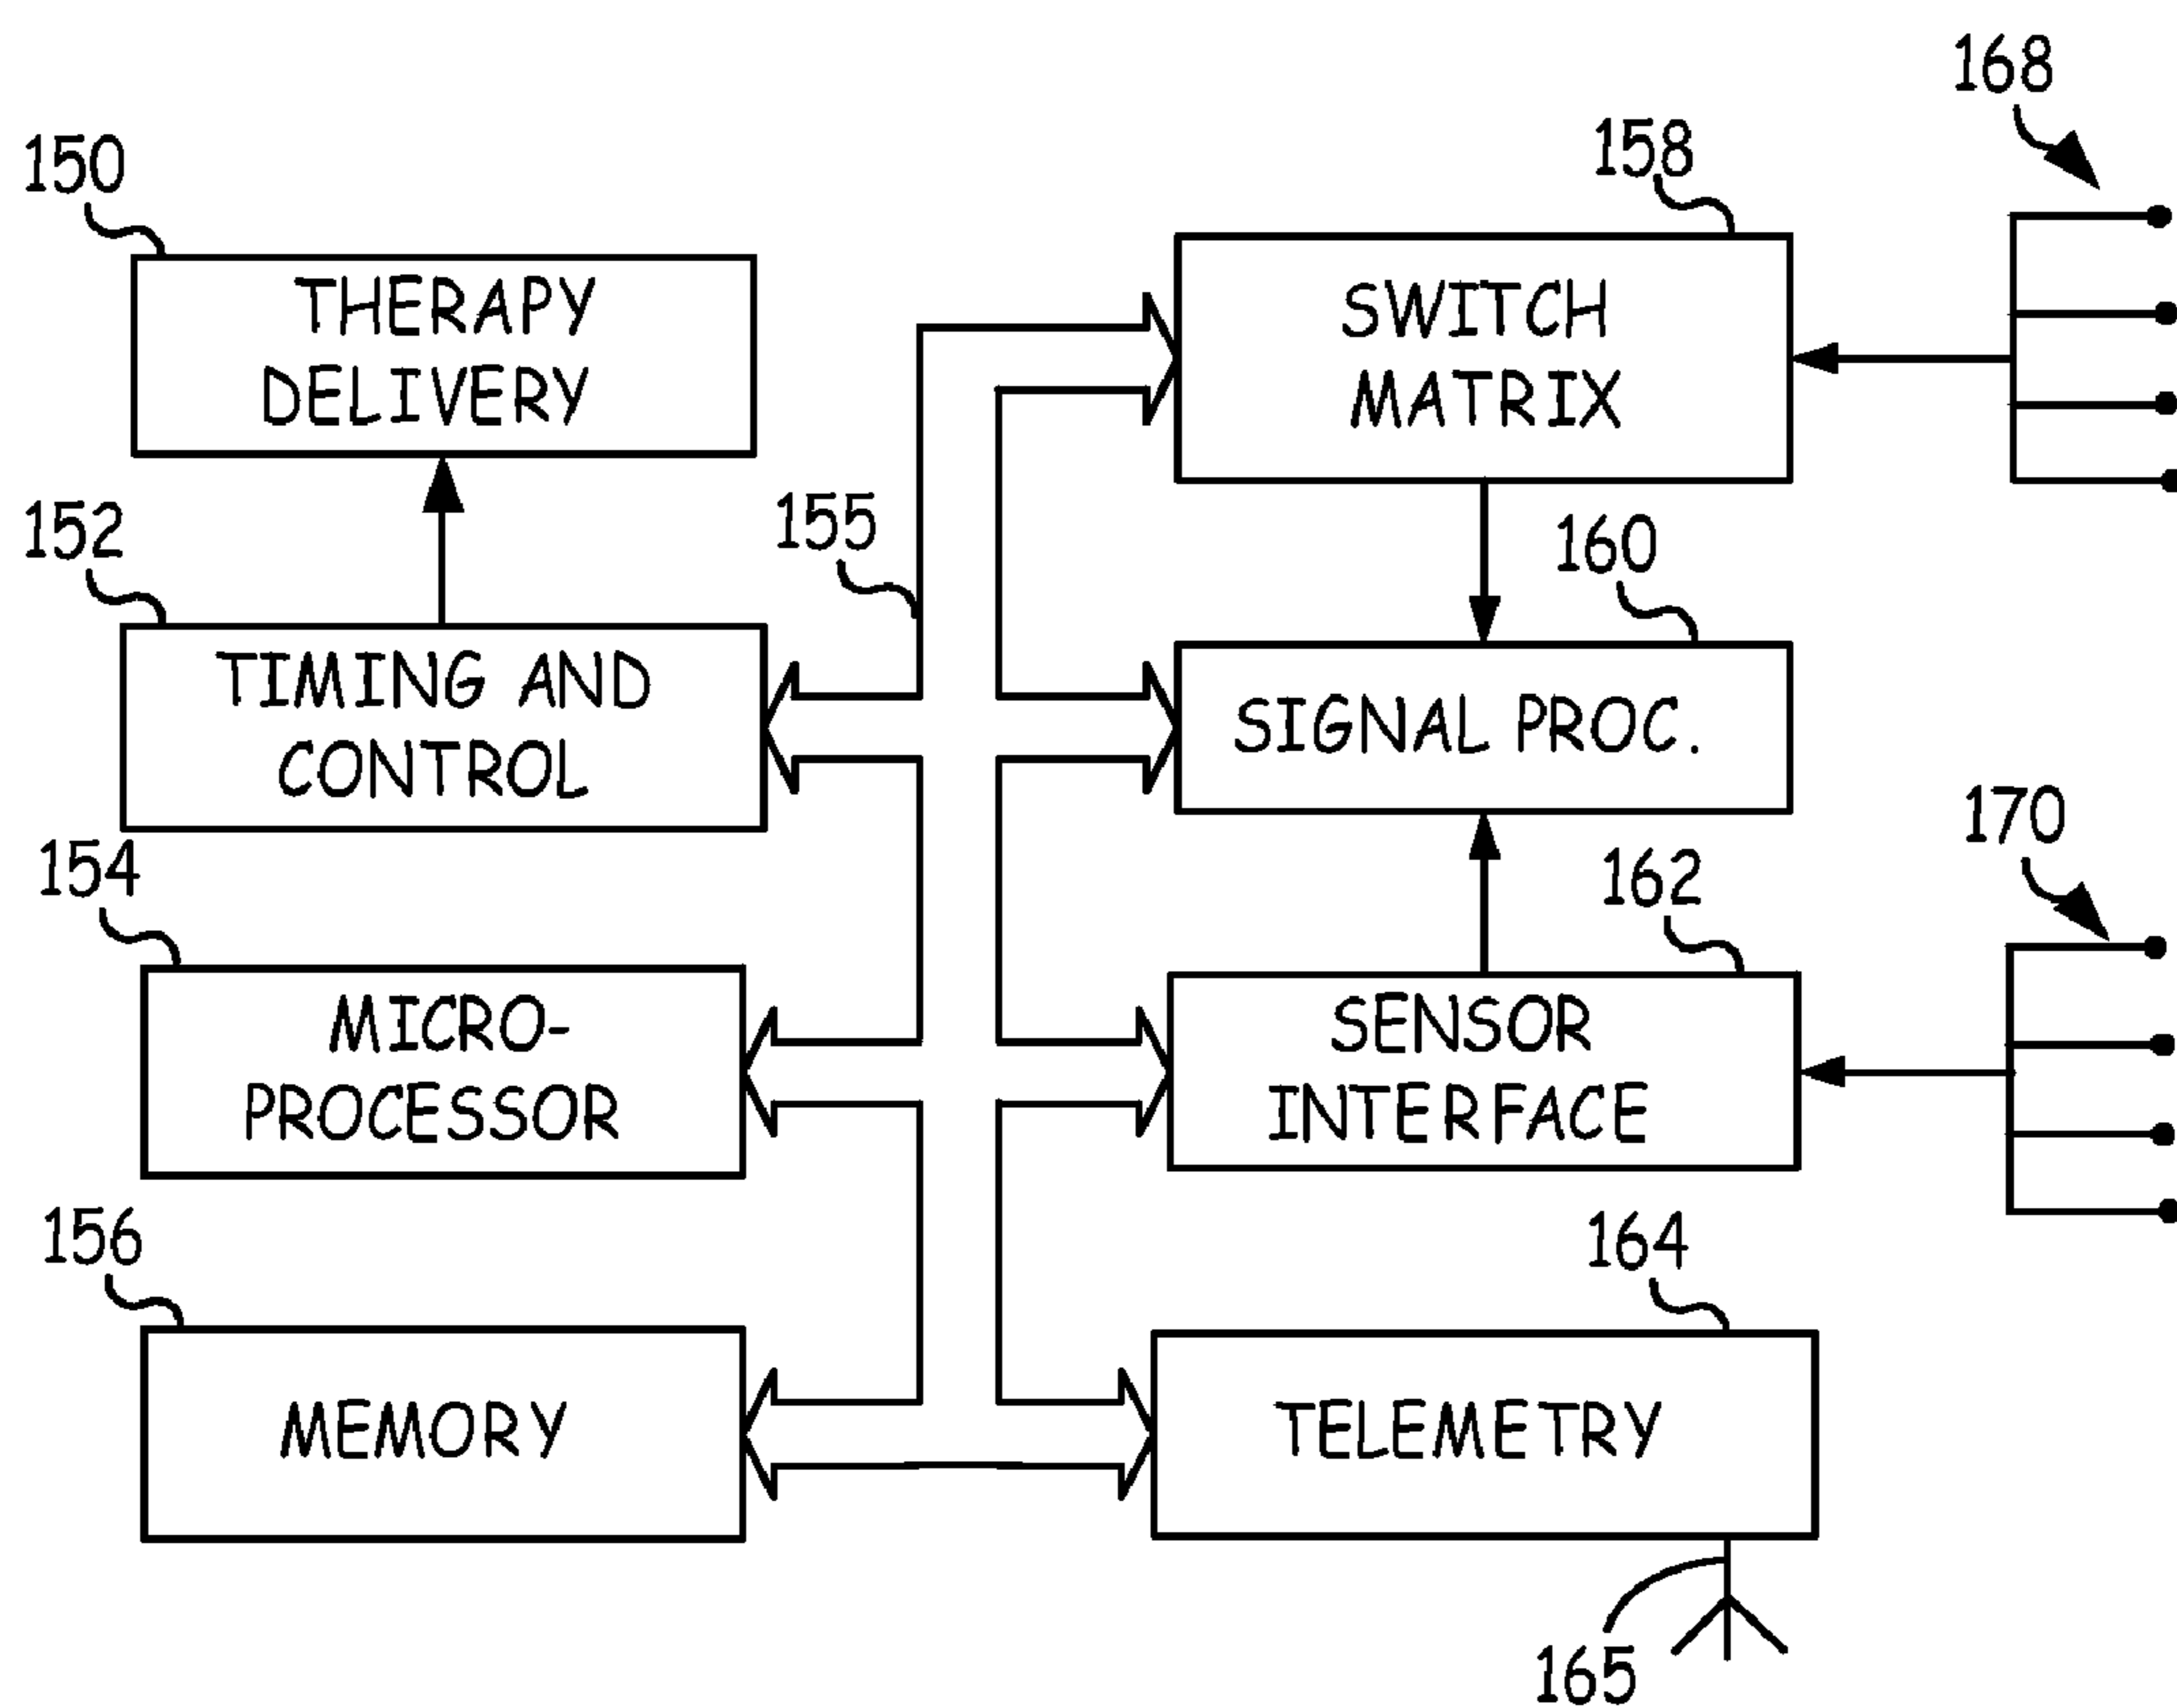 168
158
150
THERAPY
DELIVERY
SWITCH
MATRIX
152
155
160
TIMING AND
CONTROL
SIGNAL PROC.
170
154
162
MICRO-
PROCESSOR
SENSOR
INTERFACE
156
164
MEMORY
TELEMETRY
165